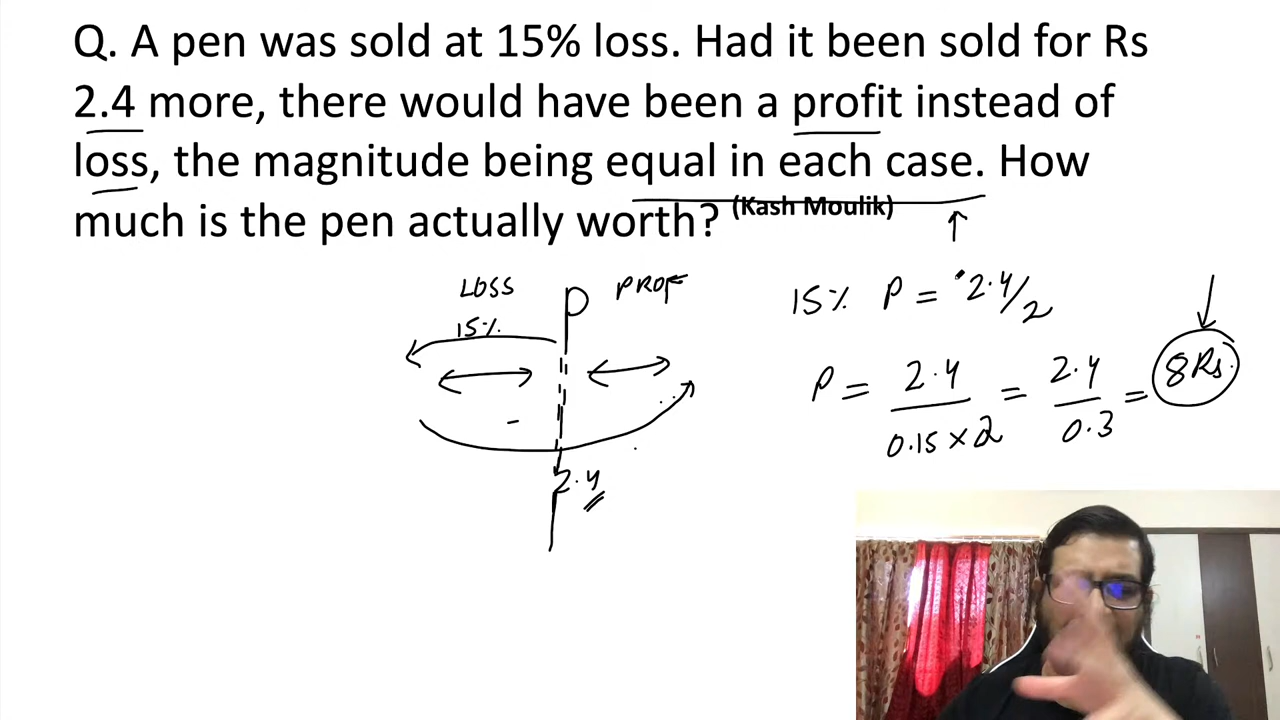 Q. A pen was sold at 15% loss. Had it been sold for Rs
2.4 more, there would have been a profit instead of
loss, the magnitude being equal in each case. How
much is the pen actually worth? (Kash Moulik)
LOSS P PROF
15%
2.4
15% P = 2.4/2
P = 2.4 / 0.15 × 2 = 2.4 / 0.3 = 8 Rs.